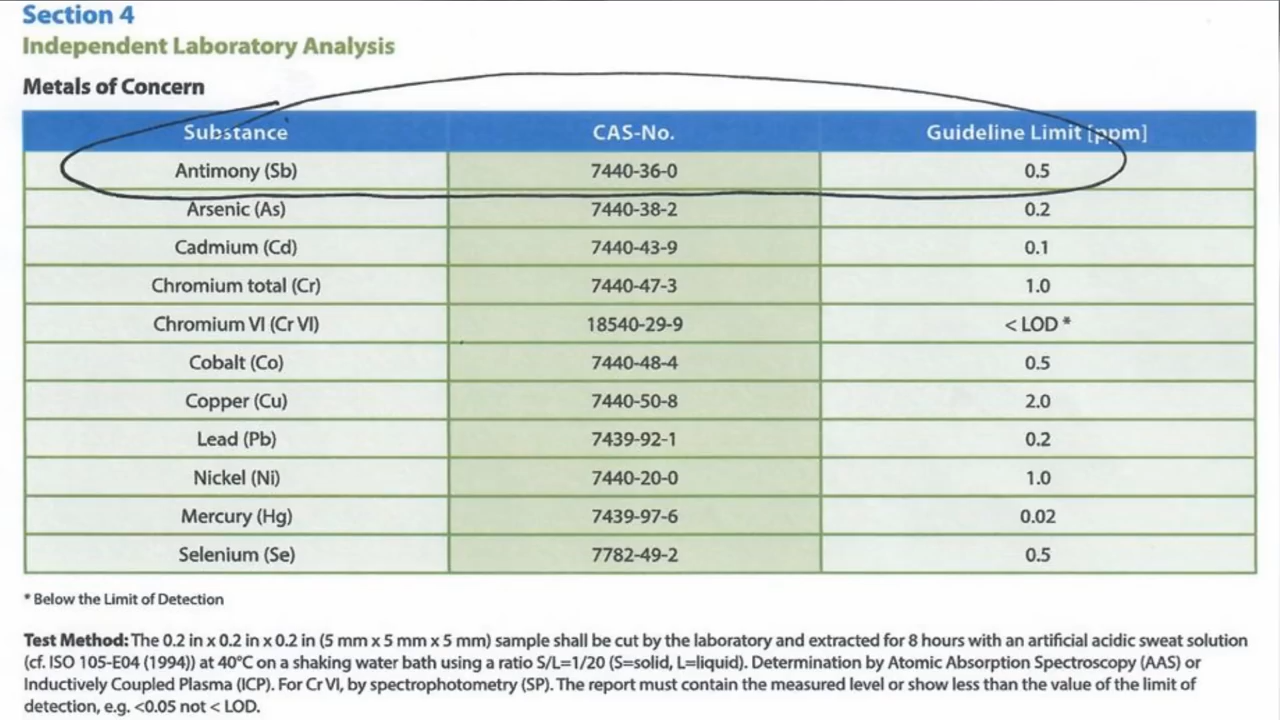 Section 4
Independent Laboratory Analysis
Metals of Concern
Substance CAS-No. Guideline Limit [ppm]
Antimony (Sb) 7440-36-0 0.5
Arsenic (As) 7440-38-2 0.2
Cadmium (Cd) 7440-43-9 0.1
Chromium total (Cr) 7440-47-3 1.0
Chromium VI (Cr VI) 18540-29-9 < LOD *
Cobalt (Co) 7440-48-4 0.5
Copper (Cu) 7440-50-8 2.0
Lead (Pb) 7439-92-1 0.2
Nickel (Ni) 7440-20-0 1.0
Mercury (Hg) 7439-97-6 0.02
Selenium (Se) 7782-49-2 0.5
* Below the Limit of Detection
Test Method: The 0.2 in x 0.2 in x 0.2 in (5 mm x 5 mm x 5 mm) sample shall be cut by the laboratory and extracted for 8 hours with an artificial acidic sweat solution
(cf. ISO 105-E04 (1994)) at 40°C on a shaking water bath using a ratio S/L=1/20 (S=solid, L=liquid). Determination by Atomic Absorption Spectroscopy (AAS) or
Inductively Coupled Plasma (ICP). For Cr VI, by spectrophotometry (SP). The report must contain the measured level or show less than the value of the limit of
detection, e.g. <0.05 not < LOD.